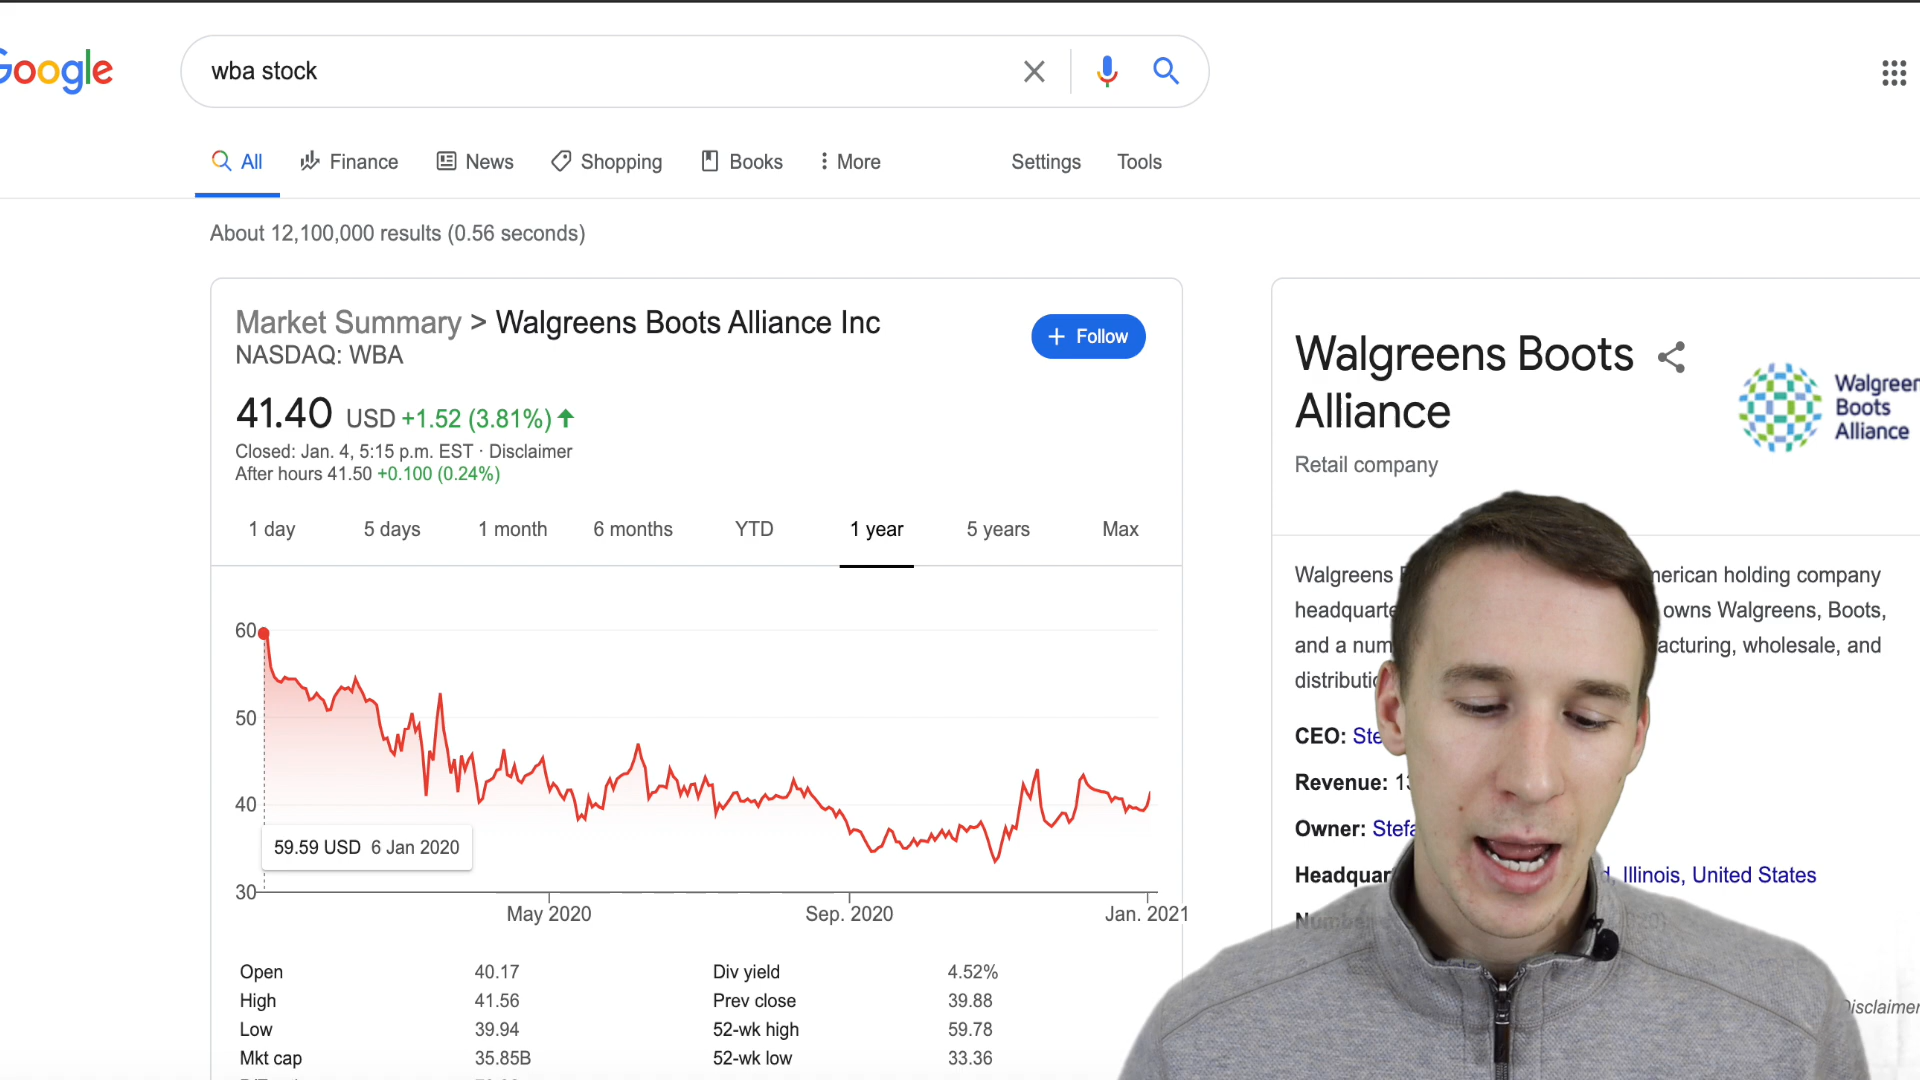 Google
wba stock
All
Finance
News
Shopping
Books
More
Settings
Tools
About 12,100,000 results (0.56 seconds)
Market Summary > Walgreens Boots Alliance Inc
NASDAQ: WBA
+ Follow
41.40 USD +1.52 (3.81%)
Closed: Jan. 4, 5:15 p.m. EST · Disclaimer
After hours 41.50 +0.100 (0.24%)
1 day
5 days
1 month
6 months
YTD
1 year
5 years
Max
60
50
40
30
59.59 USD 6 Jan 2020
May 2020
Sep. 2020
Jan. 2021
Open 40.17
High 41.56
Low 39.94
Mkt cap 35.85B
Div yield 4.52%
Prev close 39.88
52-wk high 59.78
52-wk low 33.36
Walgreens Boots
Alliance
Retail company
Boots
Alliance
Walgreens holding company
owns Walgreens, Boots,
and a wholesale, and
CEO:
Revenue:
Owner:
Illinois, United States
Disclaimer